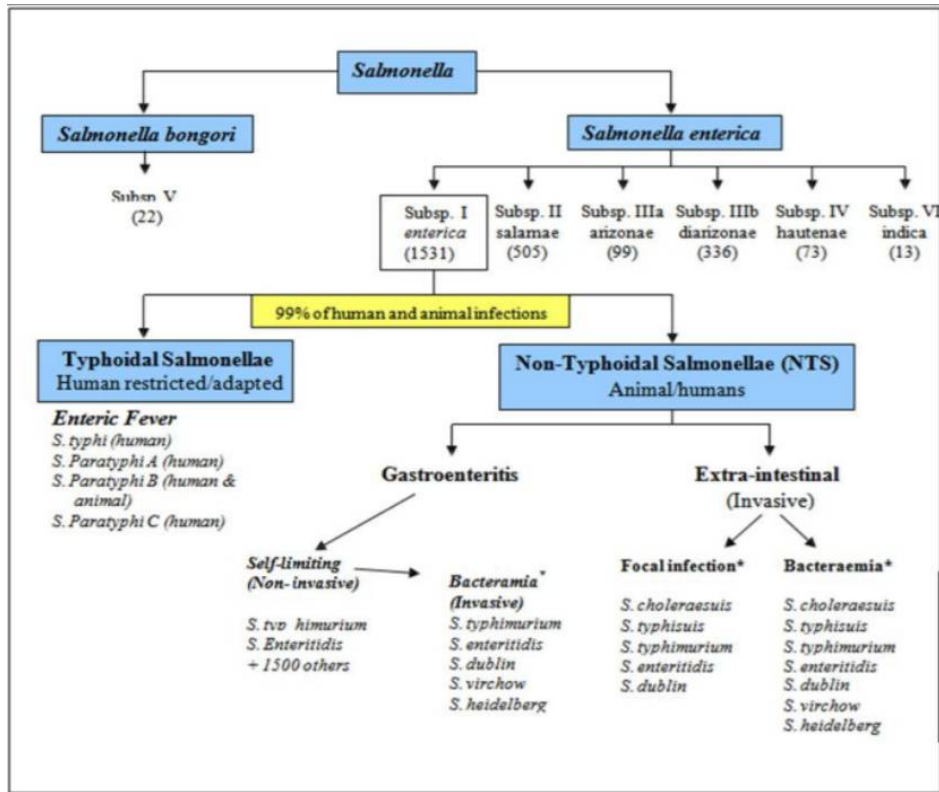 Salmonella
Salmonella bongori
Salmonella enterica
Subsp. V
(22)
Subsp. I
enterica
(1531)
Subsp. II
salamae
(505)
Subsp. IIIa
arizonae
(99)
Subsp. IIIb
diarizonae
(336)
Subsp. IV
hautenae
(73)
Subsp. VI
indica
(13)
99% of human and animal infections
Typhoidal Salmonellae
Human restricted/adapted
Non-Typhoidal Salmonellae (NTS)
Animal/humans
Enteric Fever
S. typhi (human)
S. Paratyphi A (human)
S. Paratyphi B (human &
animal)
S. Paratyphi C (human)
Gastroenteritis
Extra-intestinal
(Invasive)
Self-limiting
(Non-invasive)
S. typ himurium
S. Enteritidis
+ 1500 others
Bacteramia*
(Invasive)
S. typhimurium
S. enteritidis
S. dublin
S. virchow
S. heidelberg
Focal infection*
S. choleraesuis
S. typhisuis
S. typhimurium
S. enteritidis
S. dublin
Bacteraemia*
S. choleraesuis
S. typhisuis
S. typhimurium
S. enteritidis
S. dublin
S. virchow
S. heidelberg